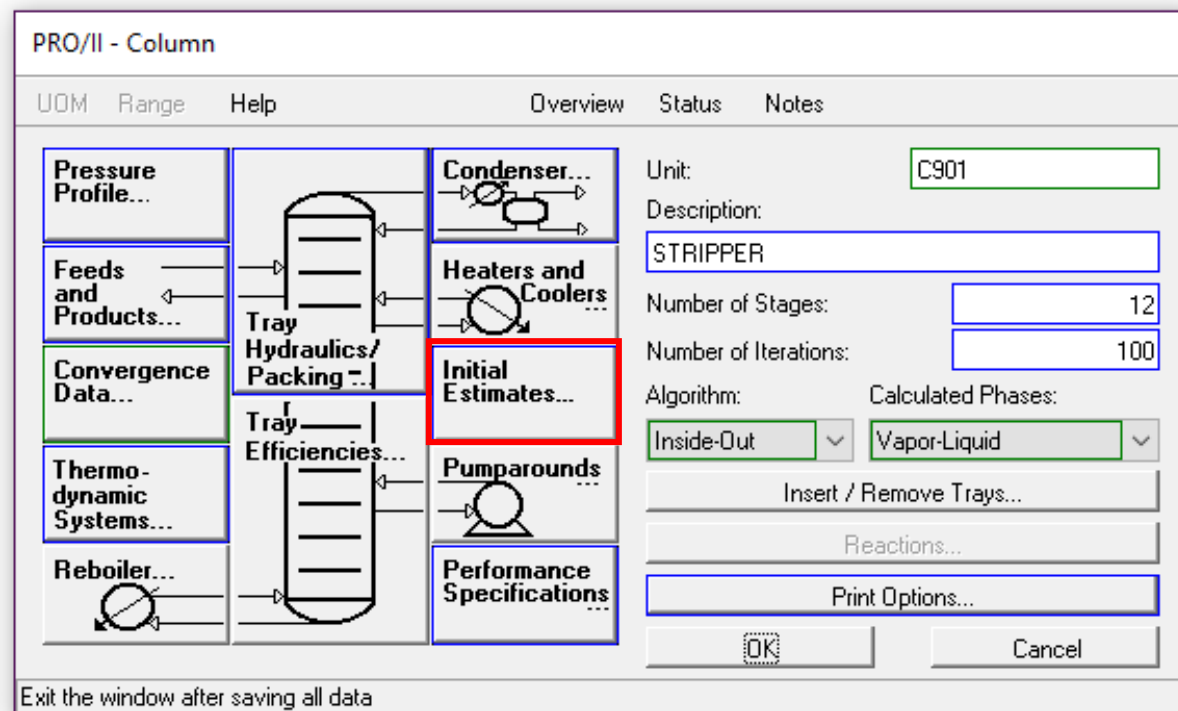 PRO/II - Column
UOM Range Help Overview Status Notes
Pressure
Profile...
Feeds
and
Products...
Convergence
Data...
Thermo-
dynamic
Systems...
Reboiler...
Tray
Hydraulics/
Packing ...
Tray
Efficiencies...
Condenser...
Heaters and
Coolers
...
Initial
Estimates...
Pumparounds
...
Performance
Specifications
...
Unit: C901
Description:
STRIPPER
Number of Stages: 12
Number of Iterations: 100
Algorithm: Calculated Phases:
Inside-Out Vapor-Liquid
Insert / Remove Trays...
Reactions...
Print Options...
OK Cancel
Exit the window after saving all data